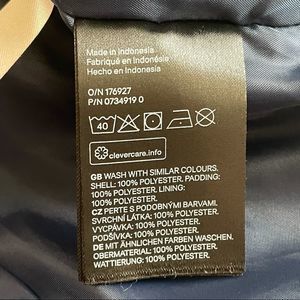 Made in Indonesia
Fabriqué en Indonésie
Hecho en Indonesia
O/N 176927
P/N 0734919 0
40
clevercare.info
GB WASH WITH SIMILAR COLOURS.
SHELL: 100% POLYESTER, PADDING:
100% POLYESTER, LINING:
100% POLYESTER.
CZ PERTE S PODOBNÝMI BARVAMI.
SVRCHNÍ LÁTKA: 100% POLYESTER,
VYCPÁVKA: 100% POLYESTER,
PODŠÍVKA: 100% POLYESTER.
DE MIT ÄHNLICHEN FARBEN WASCHEN.
OBERMATERIAL: 100% POLYESTER,
WATTIERUNG: 100% POLYESTER,